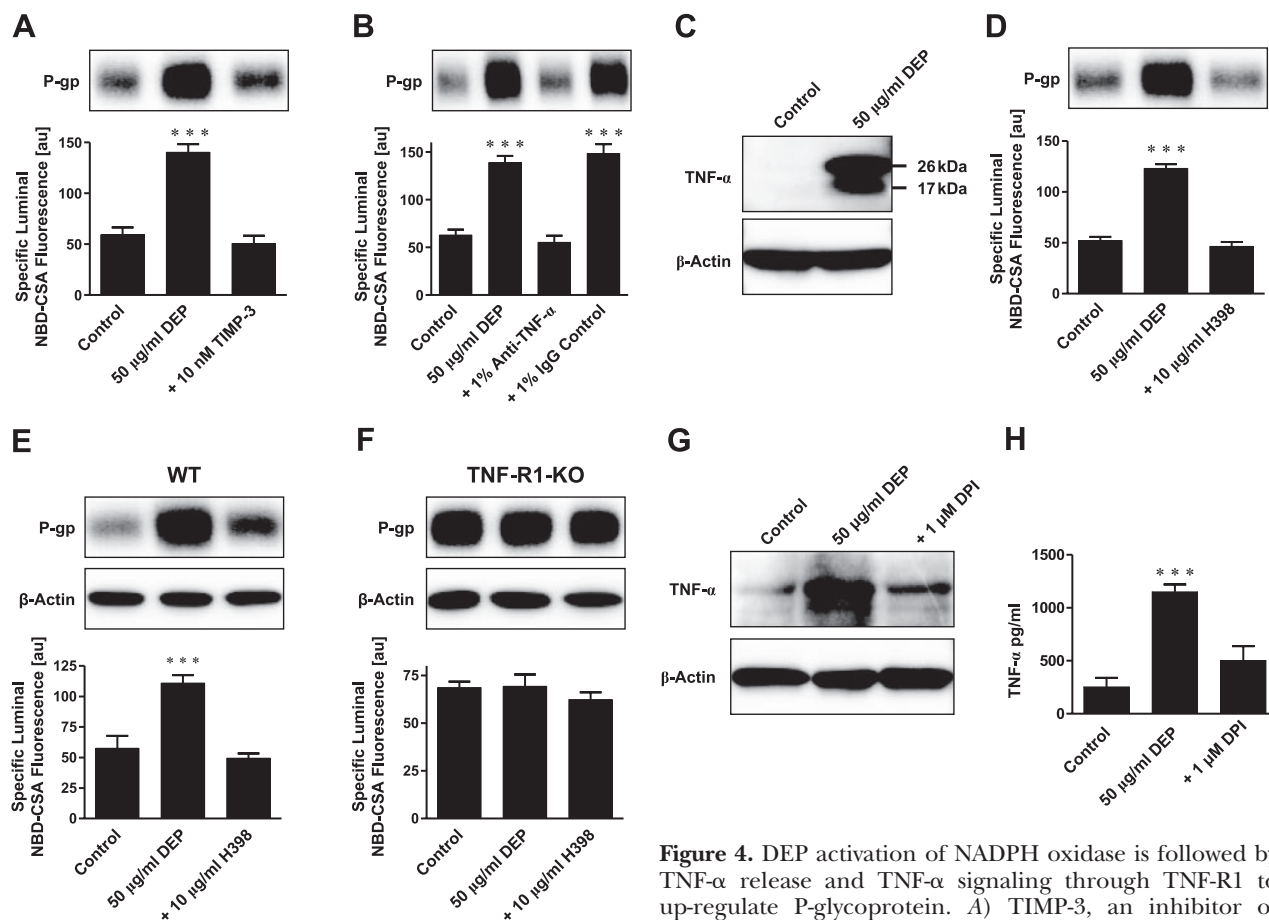 A
P-gp
* * *
Specific Luminal
NBD-CSA Fluorescence [au]
150
100
50
0
Control
50 µg/ml DEP
+ 10 nM TIMP-3
B
P-gp
* * *
* * *
Specific Luminal
NBD-CSA Fluorescence [au]
150
100
50
0
Control
50 µg/ml DEP
+ 1% Anti-TNF-α
+ 1% IgG Control
C
Control
50 µg/ml DEP
TNF-α
26 kDa
17 kDa
β-Actin
D
P-gp
* * *
Specific Luminal
NBD-CSA Fluorescence [au]
150
100
50
0
Control
50 µg/ml DEP
+ 10 µg/ml H398
E
WT
P-gp
β-Actin
* * *
Specific Luminal
NBD-CSA Fluorescence [au]
125
100
75
50
25
0
Control
50 µg/ml DEP
+ 10 µg/ml H398
F
TNF-R1-KO
P-gp
β-Actin
Specific Luminal
NBD-CSA Fluorescence [au]
75
50
25
0
Control
50 µg/ml DEP
+ 10 µg/ml H398
G
Control
50 µg/ml DEP
+ 1 µM DPI
TNF-α
β-Actin
H
* * *
TNF-α pg/ml
1500
1000
500
0
Control
50 µg/ml DEP
+ 1 µM DPI
Figure 4. DEP activation of NADPH oxidase is followed
TNF-α release and TNF-α signaling through TNF-R1
up-regulate P-glycoprotein. A) TIMP-3, an inhibitor